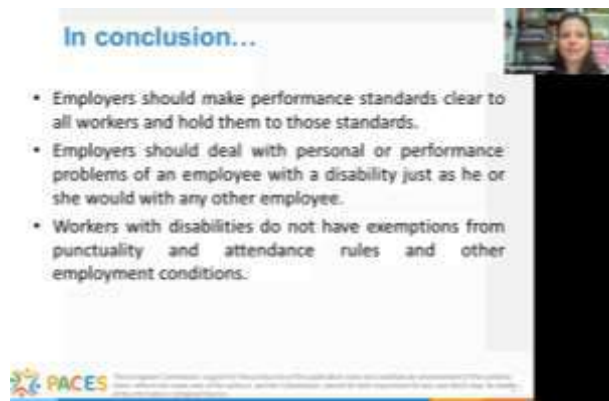 In conclusion...
• Employers should make performance standards clear to
all workers and hold them to those standards.
• Employers should deal with personal or performance
problems of an employee with a disability just as he or
she would with any other employee.
• Workers with disabilities do not have exemptions from
punctuality and attendance rules and other
employment conditions.
PACES